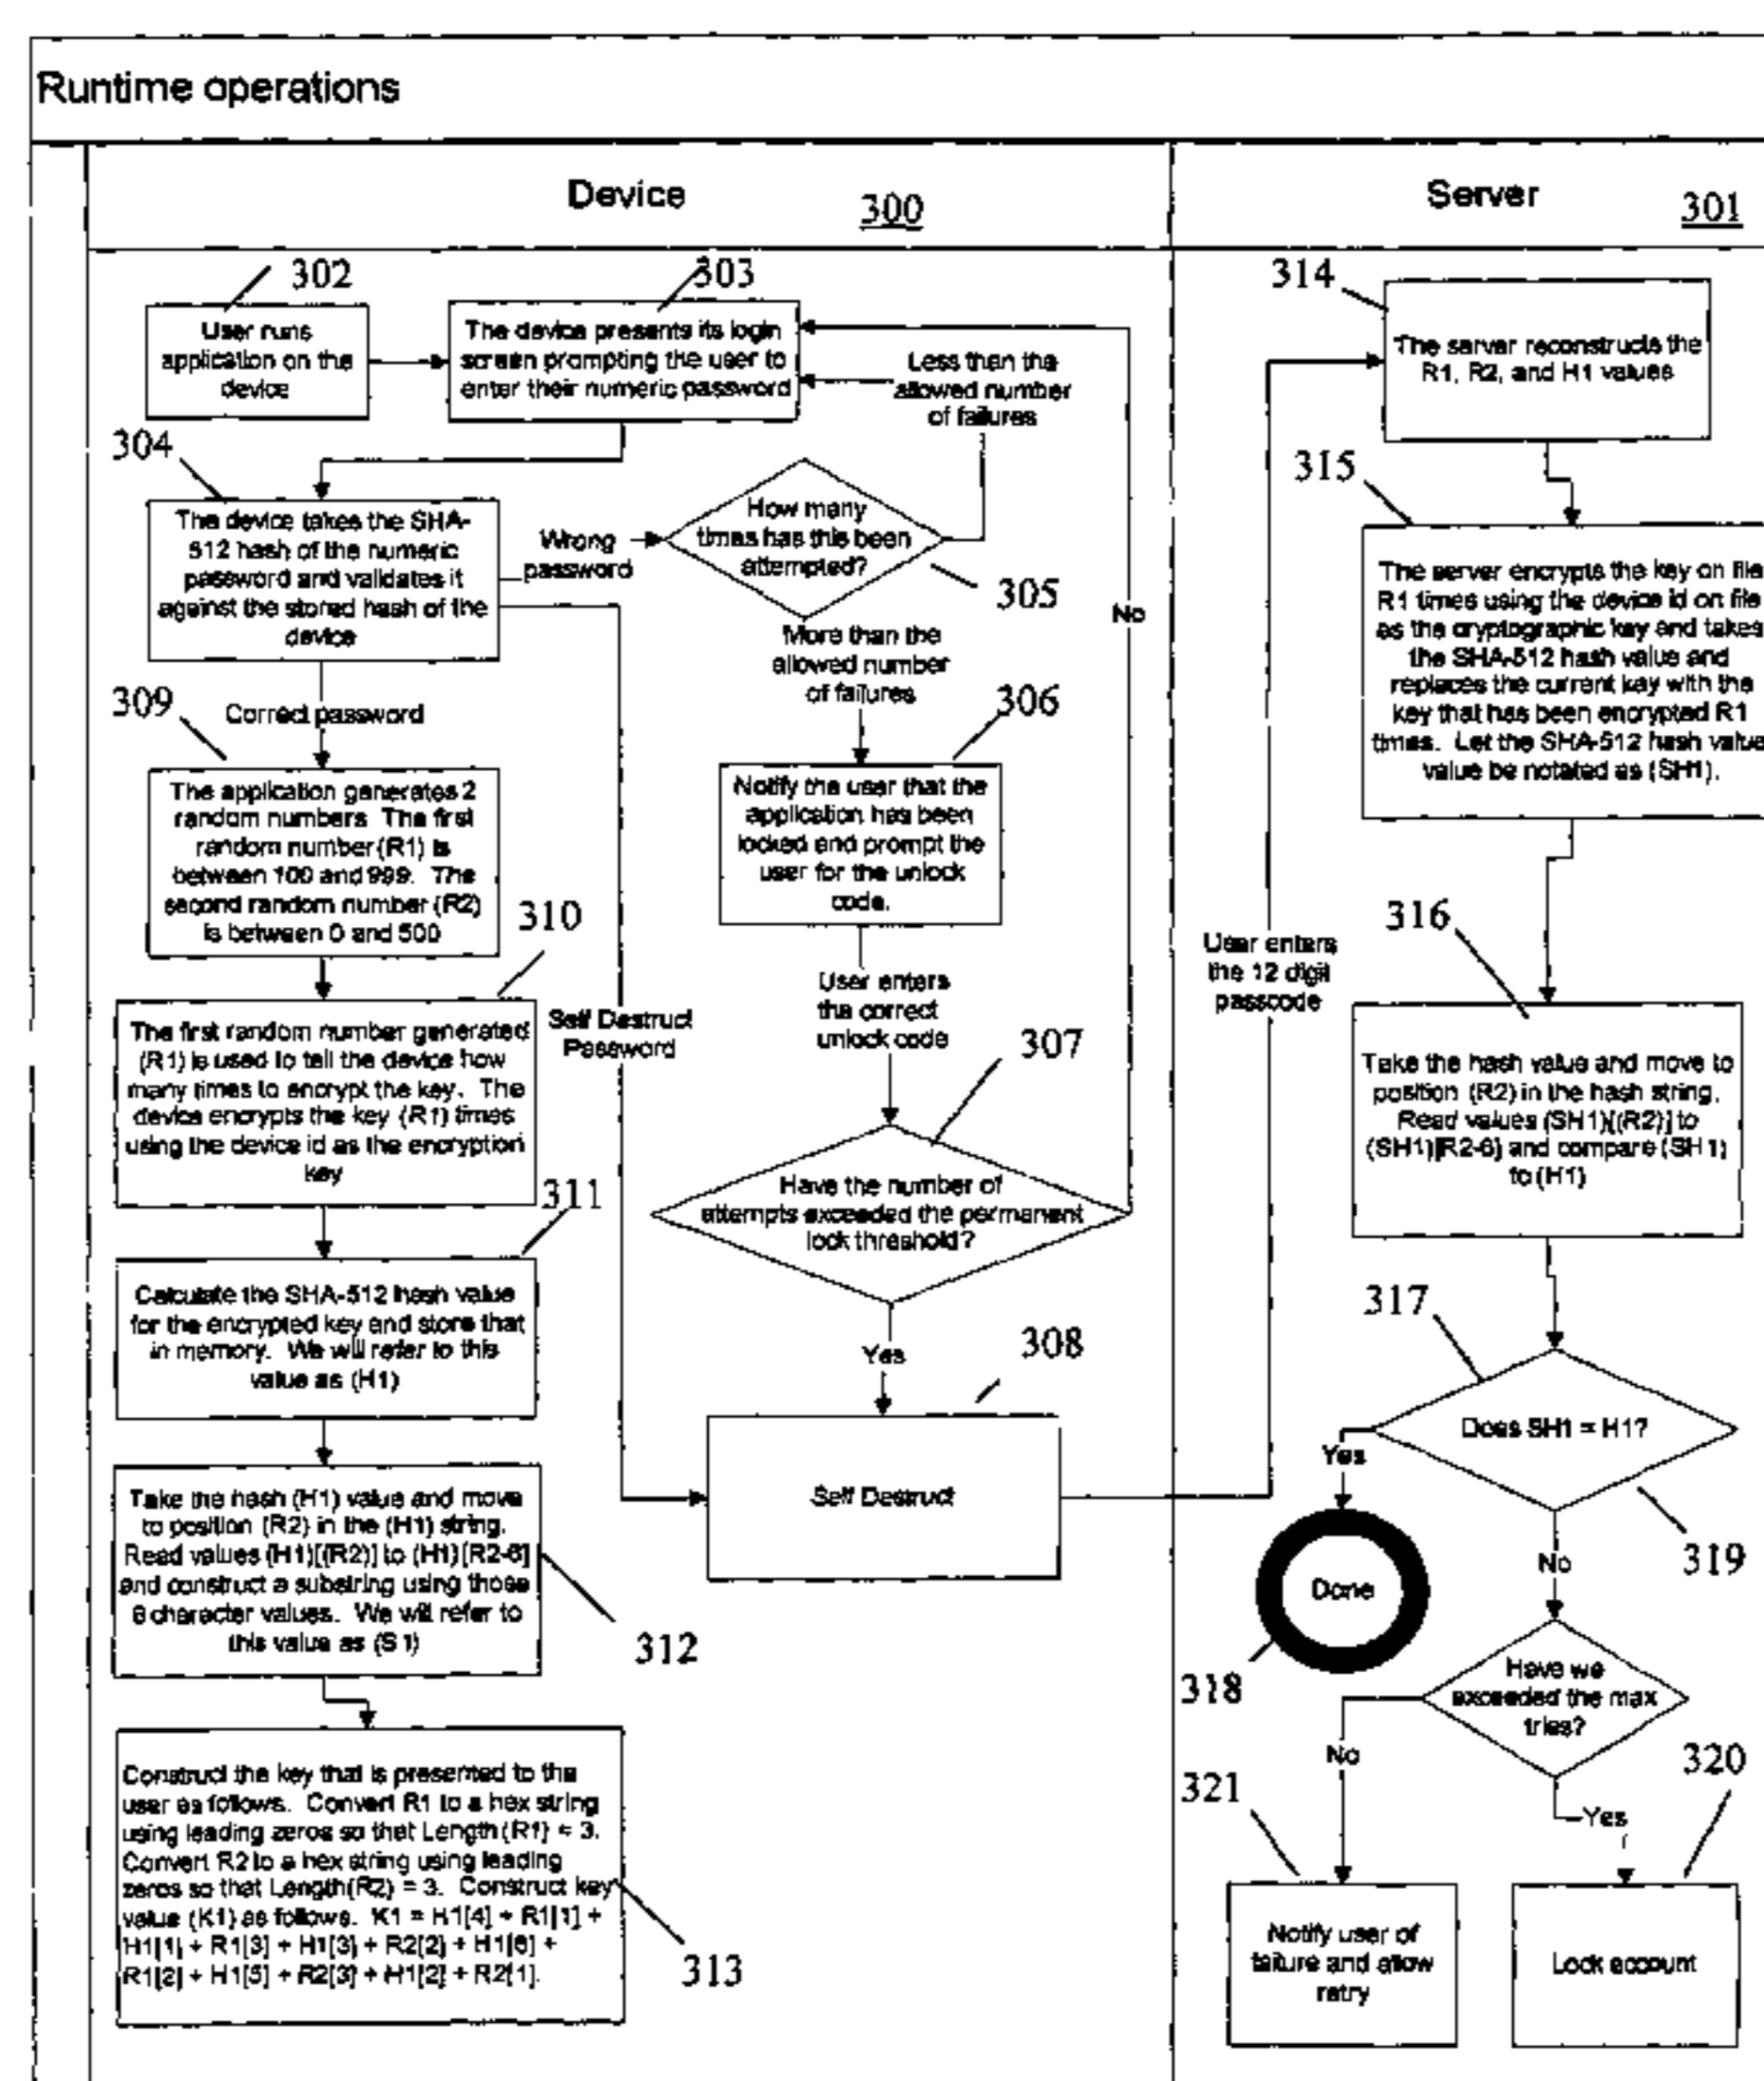 Runtime operations
Device
300
Server
301
302
User runs
application on the
device
303
The device presents its login
screen prompting the user to
enter their numeric password
Less than the
allowed number
of failures
304
The device takes the SHA-
512 hash of the numeric
password and validates it
against the stored hash of the
device
Wrong
password
How many
times has this been
attempted?
305
No
More than the
allowed number
of failures
306
309
Correct password
The application generates 2
random numbers The first
random number (R1) is
between 100 and 999. The
second random number (R2)
is between 0 and 500
Notify the user that the
application has been
locked and prompt the
user for the unlock
code.
310
User enters
the correct
unlock code
The first random number generated
(R1) is used to tell the device how
many times to encrypt the key. The
device encrypts the key (R1) times
using the device id as the encryption
key
Self Destruct
Password
307
Have the number of
attempts exceeded the permanent
lock threshold?
311
Calculate the SHA-512 hash value
for the encrypted key and store that
in memory. We will refer to this
value as (H1)
Yes
308
Self Destruct
Take the hash (H1) value and move
to position (R2) in the (H1) string.
Read values (H1)[(R2)] to (H1)[R2-6]
and construct a substring using those
6 character values. We will refer to
this value as (S1)
312
Construct the key that is presented to the
user as follows. Convert R1 to a hex string
using leading zeros so that Length(R1) = 3.
Convert R2 to a hex string using leading
zeros so that Length(R2) = 3. Construct key
value (K1) as follows. K1 = H1[4] + R1[1] +
H1[1] + R1[3] + H1[3] + R2[2] + H1[6] +
R1[2] + H1[5] + R2[3] + H1[2] + R2[1].
313
314
The server reconstructs the
R1, R2, and H1 values
315
The server encrypts the key on file
R1 times using the device id on file
as the cryptographic key and takes
the SHA-512 hash value and
replaces the current key with the
key that has been encrypted R1
times. Let the SHA-512 hash value
value be notated as (SH1).
User enters
the 12 digit
passcode
316
Take the hash value and move to
position (R2) in the hash string.
Read values (SH1)[(R2)] to
(SH1)[R2-6) and compare (SH1)
to (H1)
317
Does SH1 = H1?
Yes
319
Done
318
No
Have we
exceeded the max
tries?
No
320
321
Yes
Notify user of
failure and allow
retry
Lock account